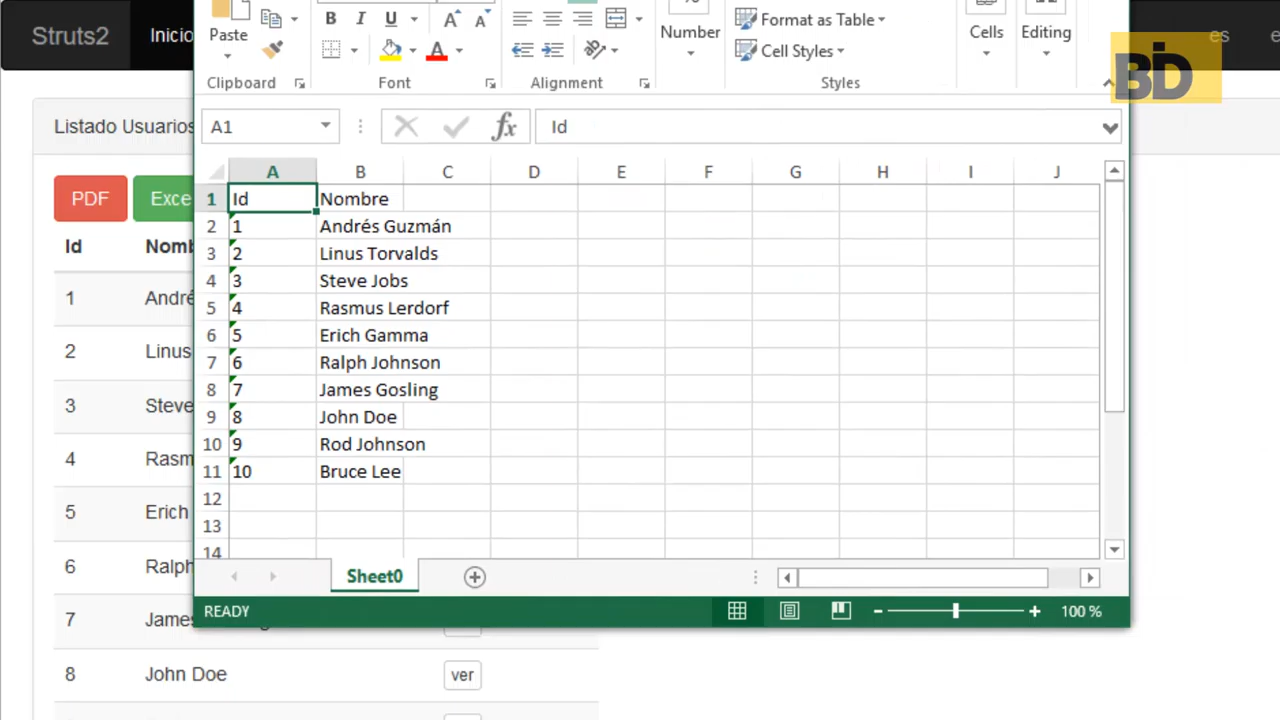 Struts2 Inicio
es
BID
Paste
B I U A A
A
Number
Format as Table
Cell Styles
Cells
Editing
Clipboard Font Alignment Styles
Listado Usuarios
A1 fx Id
A B C D E F G H I J
PDF Exce
Id Nomb
1 Id Nombre
2 1 Andrés Guzmán
3 2 Linus Torvalds
4 3 Steve Jobs
5 4 Rasmus Lerdorf
6 5 Erich Gamma
7 6 Ralph Johnson
8 7 James Gosling
9 8 John Doe
10 9 Rod Johnson
11 10 Bruce Lee
12
13
14
1 André
2 Linus
3 Steve
4 Rasm
5 Erich
6 Ralph
7 James
8 John Doe ver
Sheet0
READY 100 %